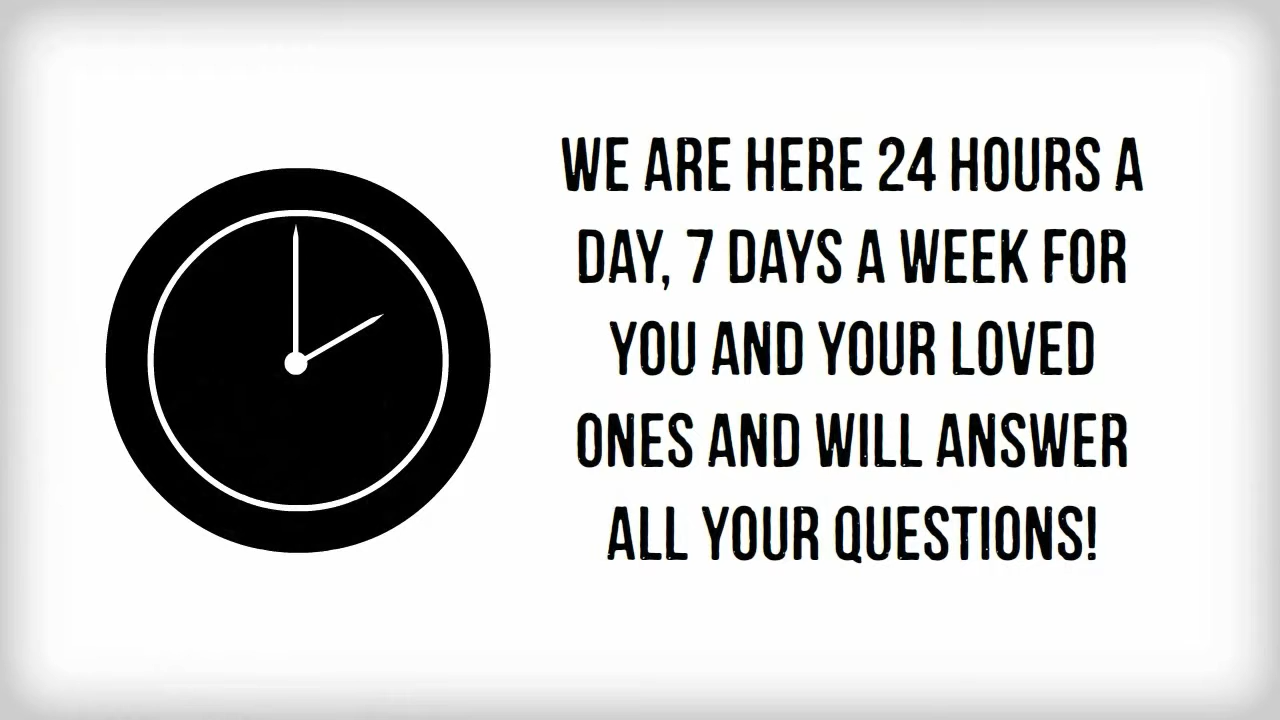 WE ARE HERE 24 HOURS A
DAY, 7 DAYS A WEEK FOR
YOU AND YOUR LOVED
ONES AND WILL ANSWER
ALL YOUR QUESTIONS!